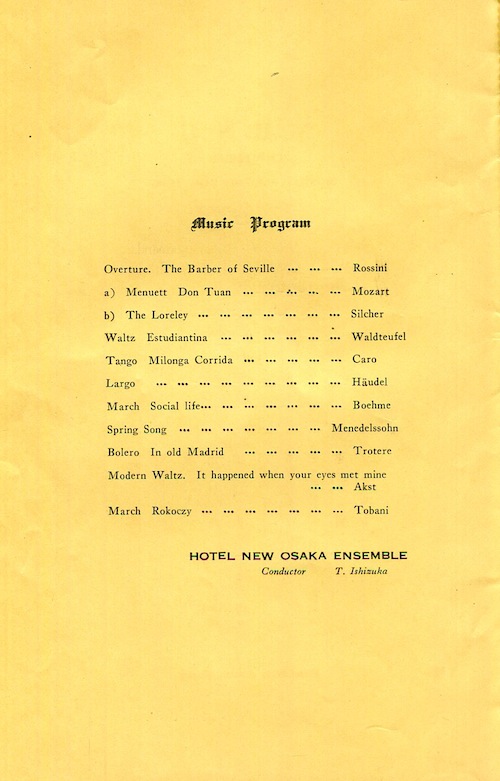 Music Program
Overture. The Barber of Seville ... ... ... Rossini
a) Menuett Don Tuan ... ... ... ... ... Mozart
b) The Loreley ... ... ... ... ... ... ... Silcher
Waltz Estudiantina ... ... ... ... ... ... Waldteufel
Tango Milonga Corrida ... ... ... ... ... Caro
Largo ... ... ... ... ... ... ... ... ... Häudel
March Social life... ... ... ... ... ... ... Boehme
Spring Song ... ... ... ... ... ... ... Menedelssohn
Bolero In old Madrid ... ... ... ... ... Trotere
Modern Waltz. It happened when your eyes met mine
... ... Akst
March Rokoczy ... ... ... ... ... ... ... Tobani
HOTEL NEW OSAKA ENSEMBLE
Conductor T. Ishizuka